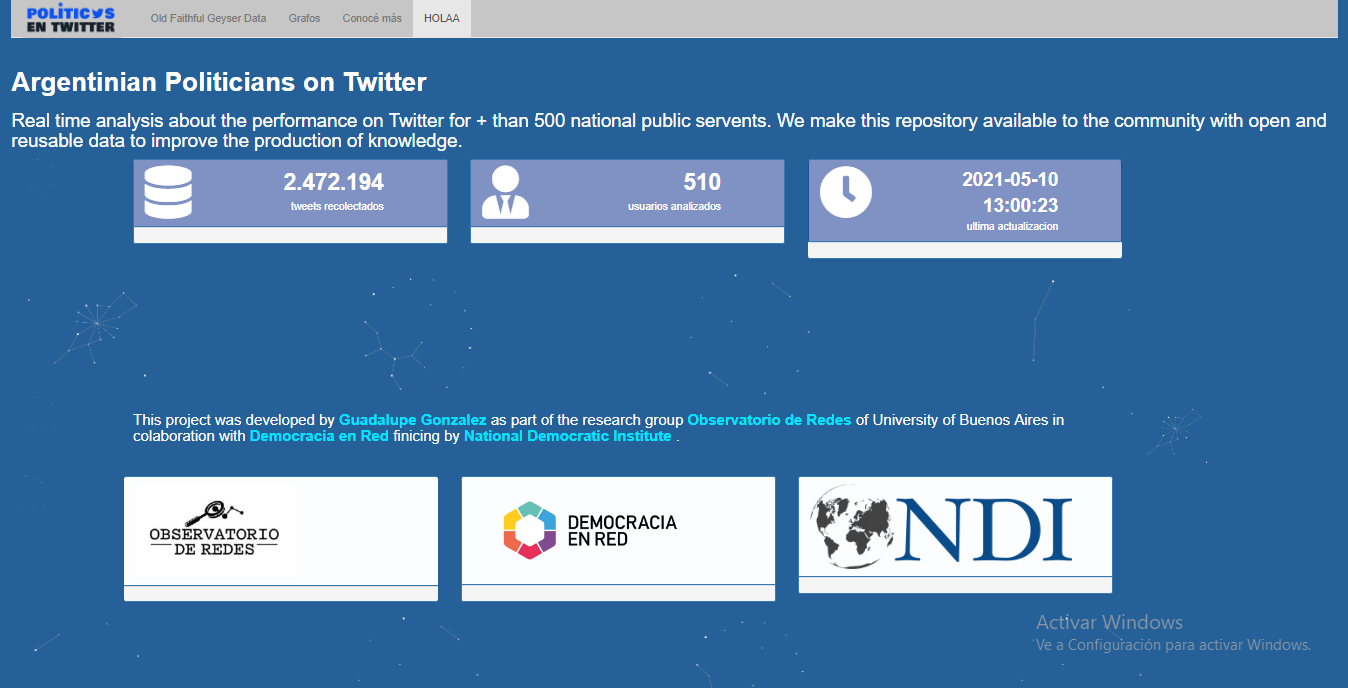 POLÍTICOS
EN TWITTER
Old Faithful Geyser Data Grafos Conocé más HOLAA
Argentinian Politicians on Twitter
Real time analysis about the performance on Twitter for + than 500 national public servents. We make this repository available to the community with open and
reusable data to improve the production of knowledge.
2.472.194
tweets recolectados
510
usuarios analizados
2021-05-10
13:00:23
ultima actualizacion
This project was developed by Guadalupe Gonzalez as part of the research group Observatorio de Redes of University of Buenos Aires in
colaboration with Democracia en Red finicing by National Democratic Institute .
OBSERVATORIO
DE REDES
DEMOCRACIA
EN RED
NDI
Activar Windows
Ve a Configuración para activar Windows.